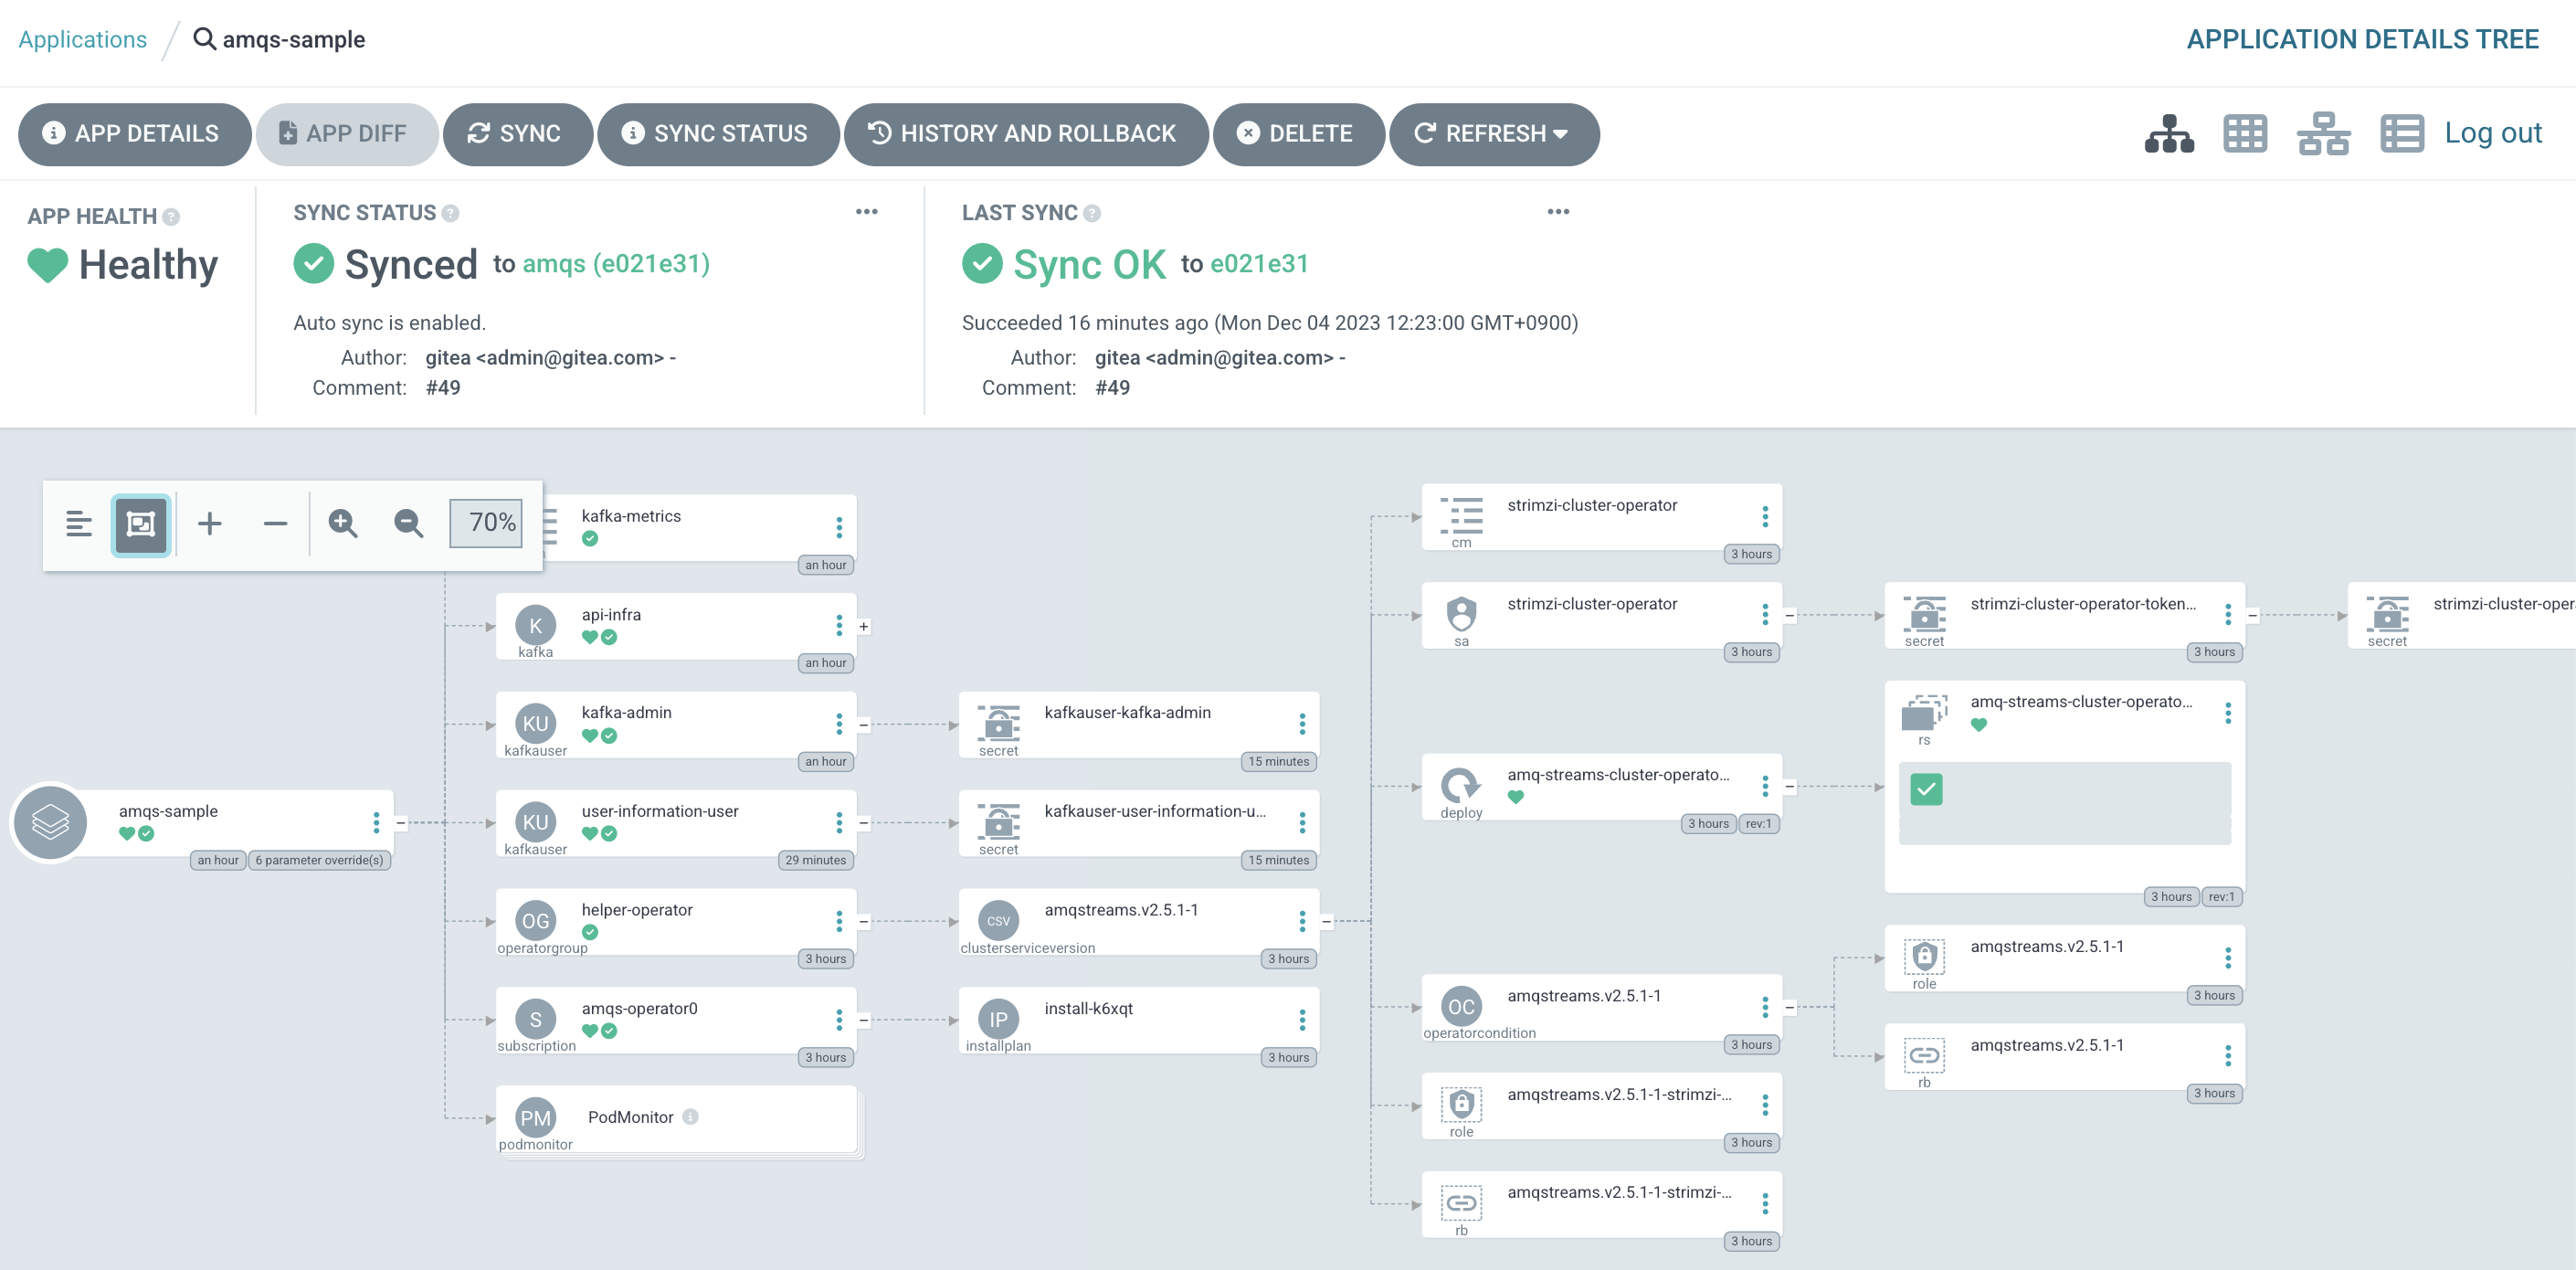 Applications / amqs-sample
APPLICATION DETAILS TREE
APP DETAILS
APP DIFF
SYNC
SYNC STATUS
HISTORY AND ROLLBACK
DELETE
REFRESH
Log out
APP HEALTH
Healthy
SYNC STATUS
Synced to amqs (e021e31)
Auto sync is enabled.
Author: gitea <admin@gitea.com> -
Comment: #49
LAST SYNC
Sync OK to e021e31
Succeeded 16 minutes ago (Mon Dec 04 2023 12:23:00 GMT+0900)
Author: gitea <admin@gitea.com> -
Comment: #49
70%
amqs-sample
an hour
6 parameter override(s)
kafka-metrics
an hour
K
kafka
api-infra
an hour
KU
kafkauser
kafka-admin
an hour
KU
kafkauser
user-information-user
29 minutes
OG
operatorgroup
helper-operator
3 hours
S
subscription
amqs-operator0
3 hours
PM
podmonitor
PodMonitor
secret
kafkauser-kafka-admin
15 minutes
secret
kafkauser-user-information-u...
15 minutes
CSV
clusterserviceversion
amqstreams.v2.5.1-1
3 hours
IP
installplan
install-k6xqt
3 hours
cm
strimzi-cluster-operator
3 hours
sa
strimzi-cluster-operator
3 hours
deploy
amq-streams-cluster-operato...
3 hours
rev:1
OC
operatorcondition
amqstreams.v2.5.1-1
3 hours
role
amqstreams.v2.5.1-1-strimzi-...
3 hours
rb
amqstreams.v2.5.1-1-strimzi-...
3 hours
secret
strimzi-cluster-operator-token...
3 hours
rs
amq-streams-cluster-operato...
3 hours
rev:1
role
amqstreams.v2.5.1-1
3 hours
rb
amqstreams.v2.5.1-1
3 hours
secret
strimzi-cluster-oper